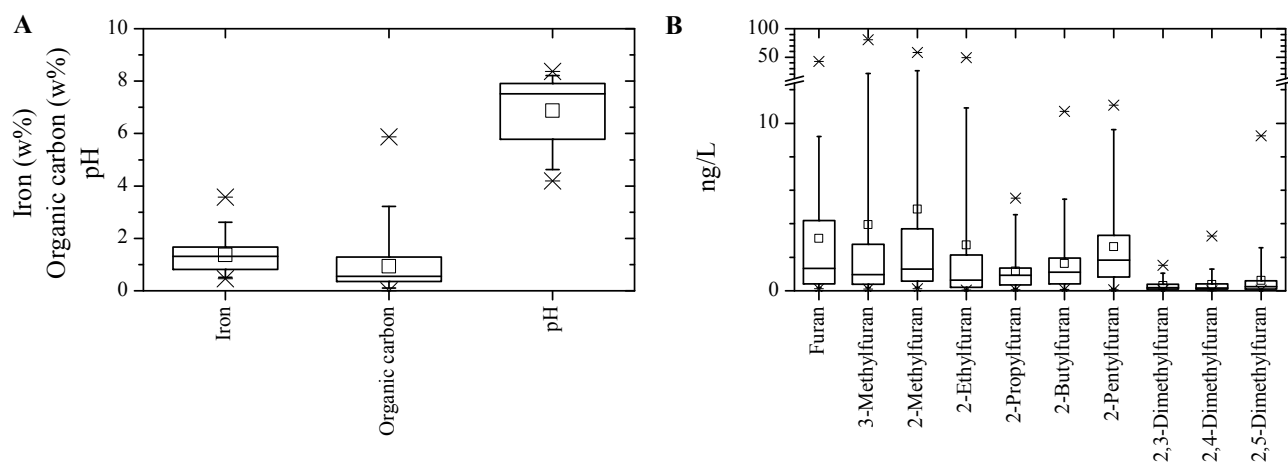 A
Iron (w%)
Organic carbon (w%)
pH
10
8
6
4
2
0
Iron
Organic carbon
pH
B
ng/L
100
50
10
0
Furan
3-Methylfuran
2-Methylfuran
2-Ethylfuran
2-Propylfuran
2-Butylfuran
2-Pentylfuran
2,3-Dimethylfuran
2,4-Dimethylfuran
2,5-Dimethylfuran